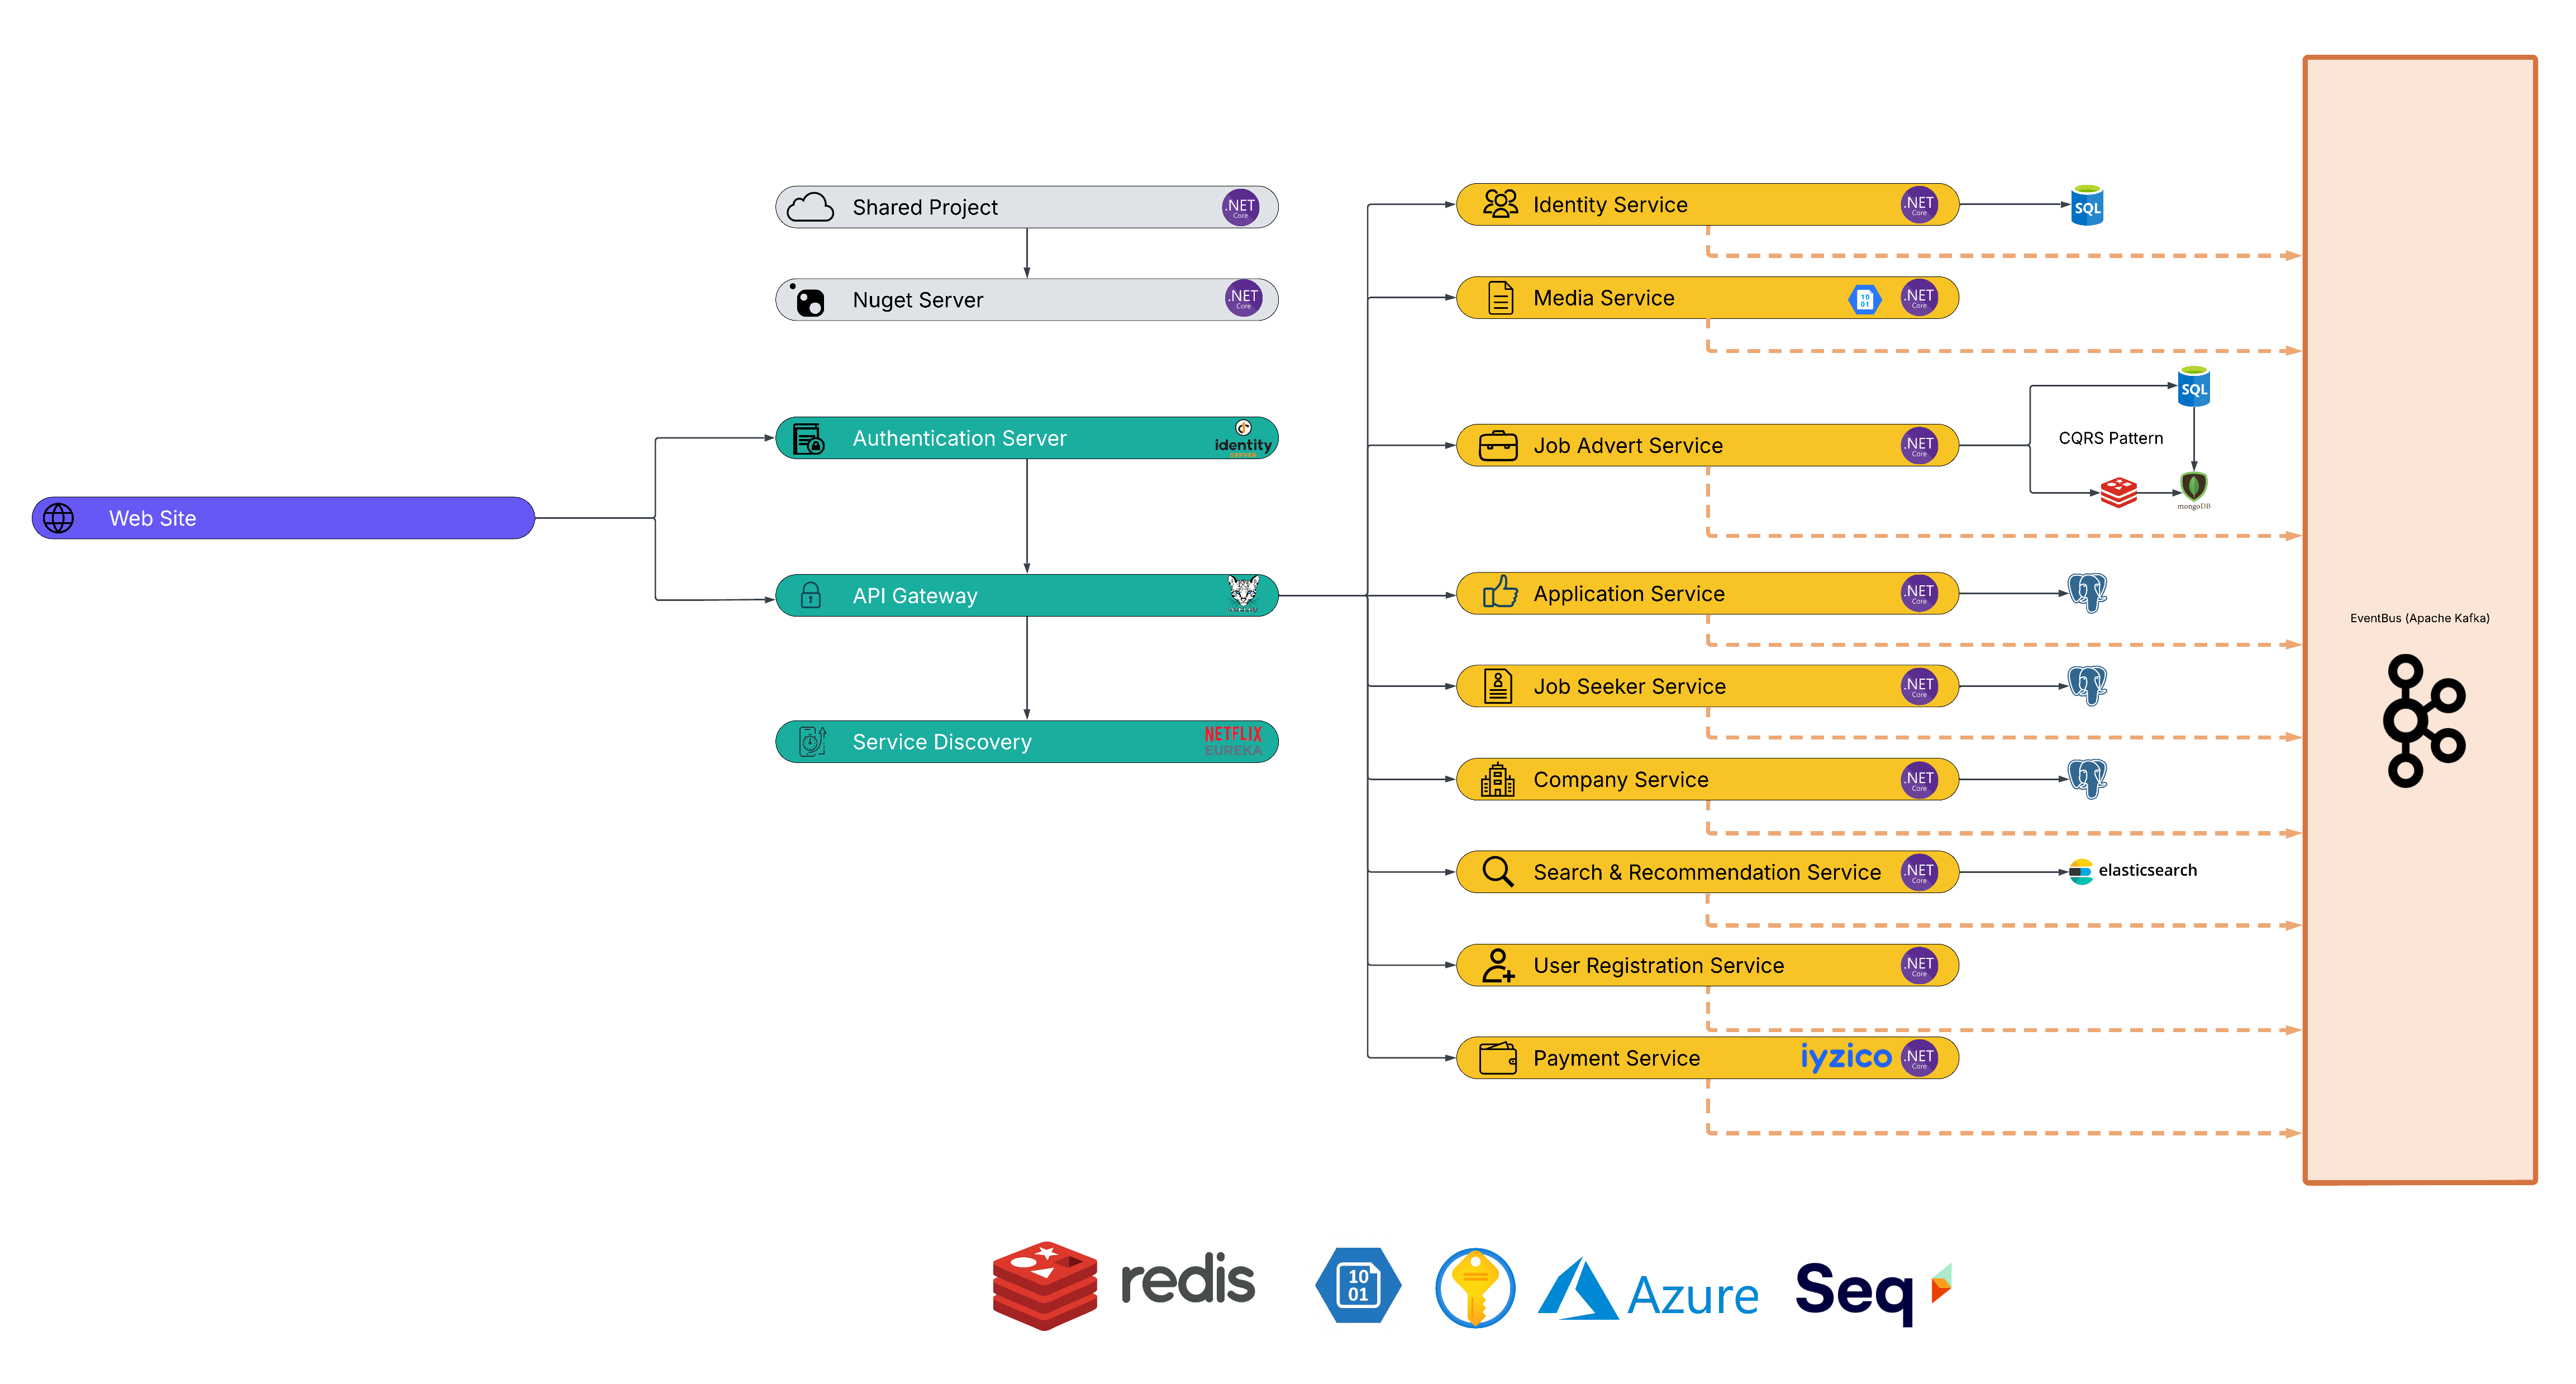 Shared Project
.NET
Core
Nuget Server
.NET
Core
Authentication Server
identity
SERVER
Web Site
API Gateway
Service Discovery
NETFLIX
EUREKA
Identity Service
.NET
Core
SQL
Media Service
10
01
.NET
Core
Job Advert Service
.NET
Core
SQL
CQRS Pattern
mongoDB
Application Service
.NET
Core
Job Seeker Service
.NET
Core
Company Service
.NET
Core
Search & Recommendation Service
.NET
Core
elasticsearch
User Registration Service
.NET
Core
Payment Service
iyzico
.NET
Core
EventBus (Apache Kafka)
redis
10
01
Azure
Seq